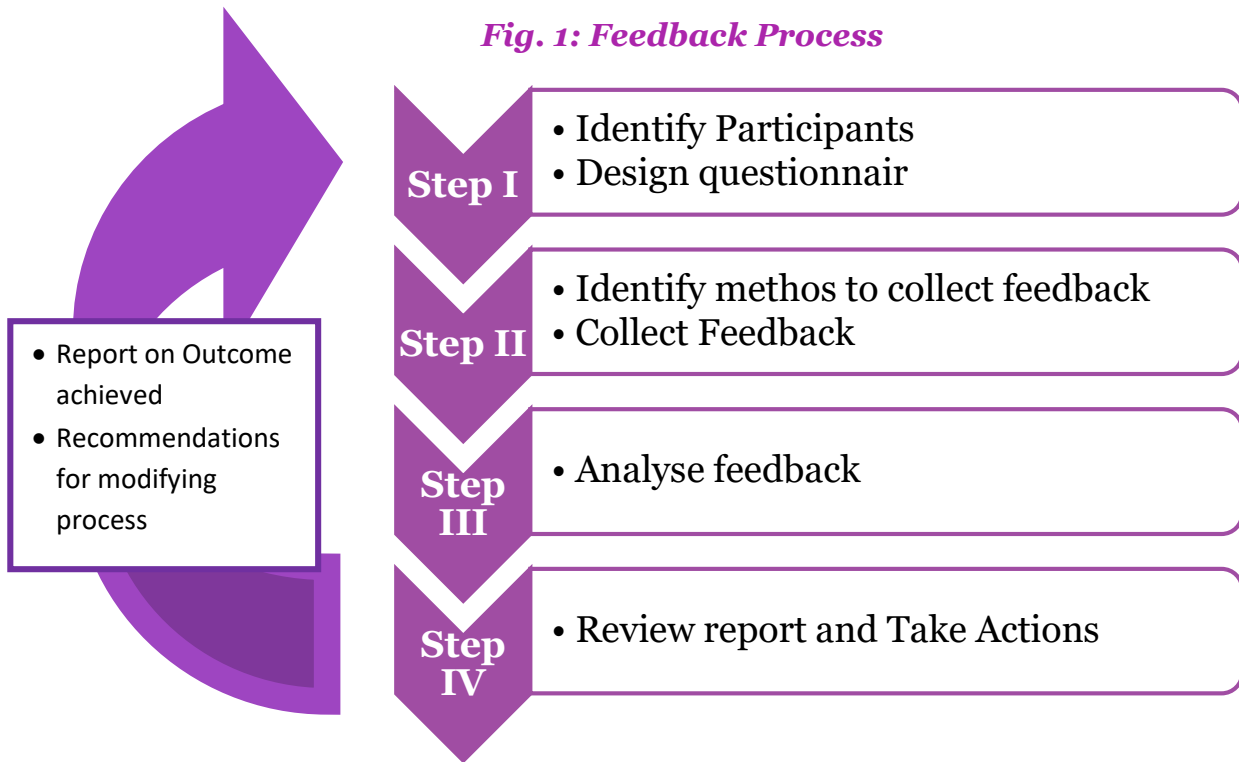 Fig. 1: Feedback Process
Step I
• Identify Participants
• Design questionnair
Step II
• Identify methos to collect feedback
• Collect Feedback
Step
III
• Analyse feedback
Step
IV
• Review report and Take Actions
• Report on Outcome
achieved
• Recommendations
for modifying
process